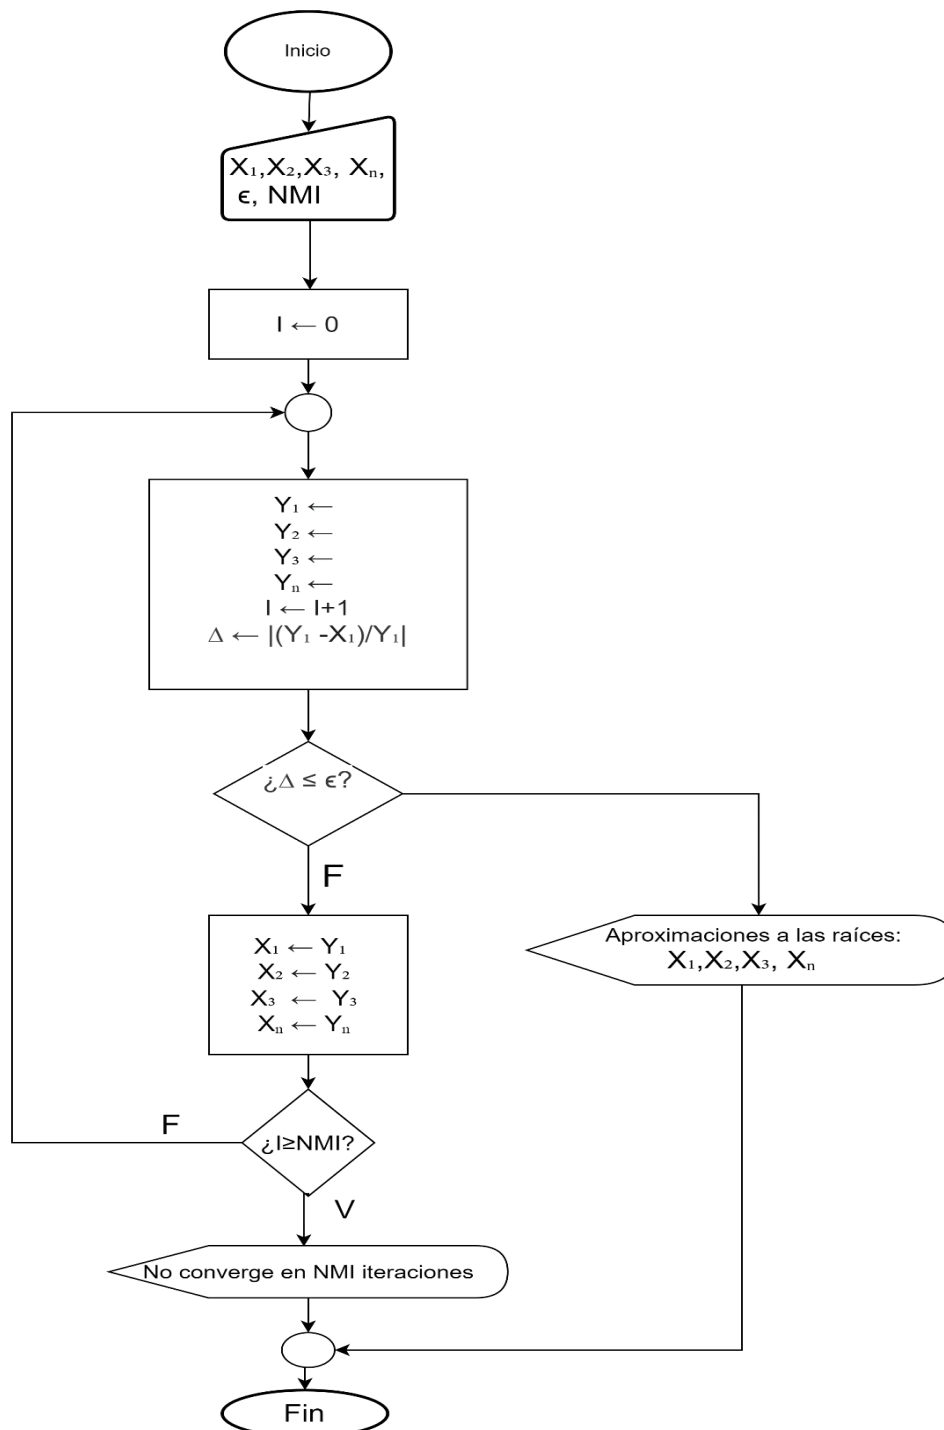 Inicio
X₁,X₂,X₃, Xₙ,
ϵ, NMI
I ← 0
Y₁ ←
Y₂ ←
Y₃ ←
Yₙ ←
I ← I+1
Δ ← |(Y₁ -X₁)/Y₁|
¿Δ ≤ ϵ?
F
X₁ ← Y₁
X₂ ← Y₂
X₃ ← Y₃
Xₙ ← Yₙ
Aproximaciones a las raíces:
X₁,X₂,X₃, Xₙ
F
¿I≥NMI?
V
No converge en NMI iteraciones
Fin